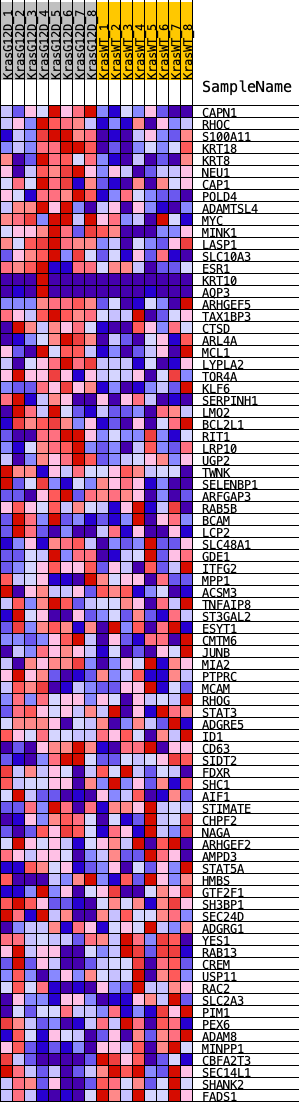 KrasG12D_1
KrasG12D_2
KrasG12D_3
KrasG12D_4
KrasG12D_5
KrasG12D_6
KrasG12D_7
KrasG12D_8
KrasWT_1
KrasWT_2
KrasWT_3
KrasWT_4
KrasWT_5
KrasWT_6
KrasWT_7
KrasWT_8
SampleName
CAPN1
RHOC
S100A11
KRT18
KRT8
NEU1
CAP1
POLD4
ADAMTSL4
MYC
MINK1
LASP1
SLC10A3
ESR1
KRT10
AQP3
ARHGEF5
TAX1BP3
CTSD
ARL4A
MCL1
LYPLA2
TOR4A
KLF6
SERPINH1
LMO2
BCL2L1
RIT1
LRP10
UGP2
TWNK
SELENBP1
ARFGAP3
RAB5B
BCAM
LCP2
SLC48A1
GDE1
ITFG2
MPP1
ACSM3
TNFAIP8
ST3GAL2
ESYT1
CMTM6
JUNB
MIA2
PTPRC
MCAM
RHOG
STAT3
ADGRE5
ID1
CD63
SIDT2
FDXR
SHC1
AIF1
STIMATE
CHPF2
NAGA
ARHGEF2
AMPD3
STAT5A
HMBS
GTF2F1
SH3BP1
SEC24D
ADGRG1
YES1
RAB13
CREM
USP11
RAC2
SLC2A3
PIM1
PEX6
ADAM8
MINPP1
CBFA2T3
SEC14L1
SHANK2
FADS1